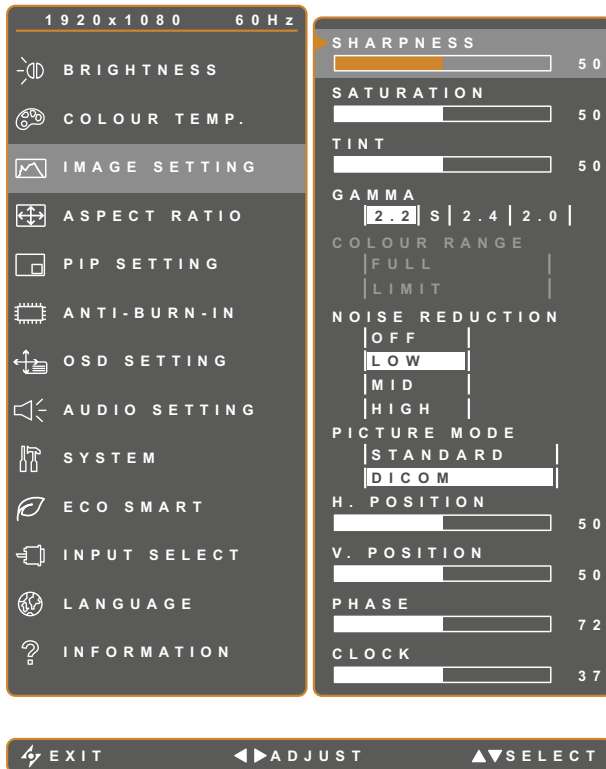 1920x1080 60Hz
BRIGHTNESS
COLOUR TEMP.
IMAGE SETTING
ASPECT RATIO
PIP SETTING
ANTI-BURN-IN
OSD SETTING
AUDIO SETTING
SYSTEM
ECO SMART
INPUT SELECT
LANGUAGE
INFORMATION
SHARPNESS
50
SATURATION
50
TINT
50
GAMMA
2.2 S 2.4 2.0
COLOUR RANGE
FULL
LIMIT
NOISE REDUCTION
OFF
LOW
MID
HIGH
PICTURE MODE
STANDARD
DICOM
H. POSITION
50
V. POSITION
50
PHASE
72
CLOCK
37
EXIT ADJUST SELECT